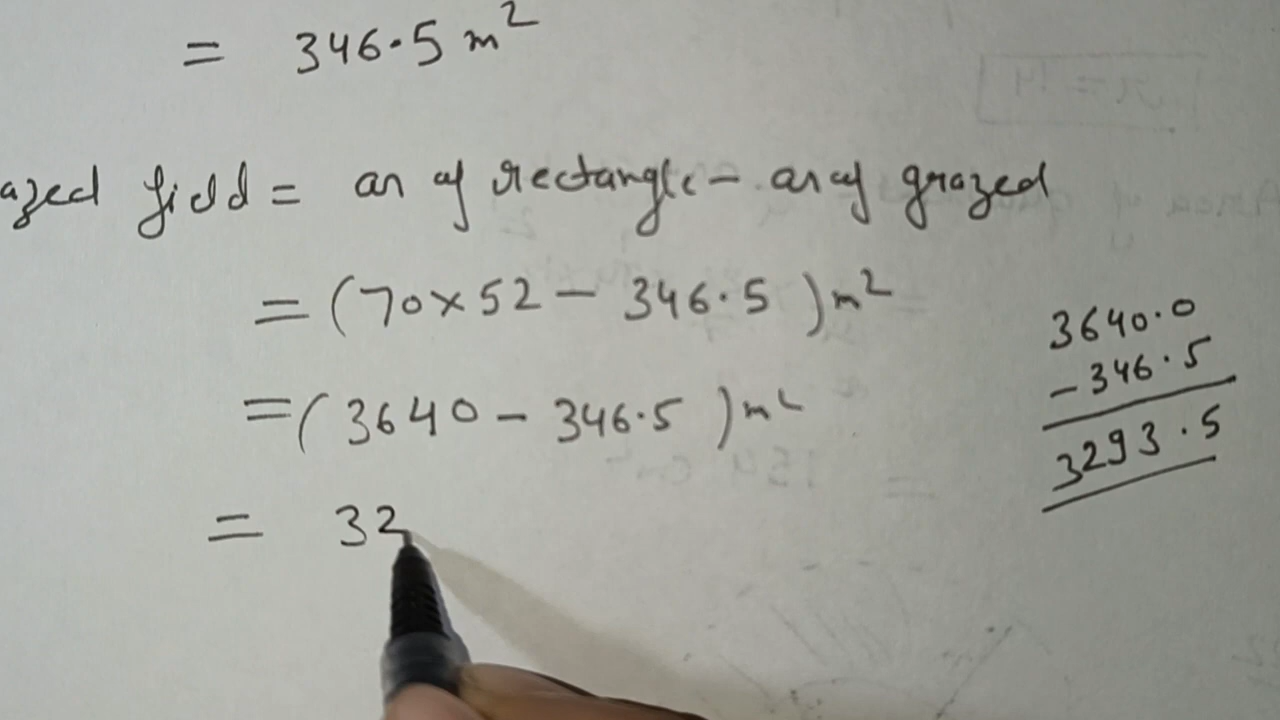 = 346.5 m²
azed field = ar of rectangle - ar of grazed
= (70×52 - 346.5) m²
= (3640 - 346.5) m²
= 32
3640.0
- 346.5
3293.5